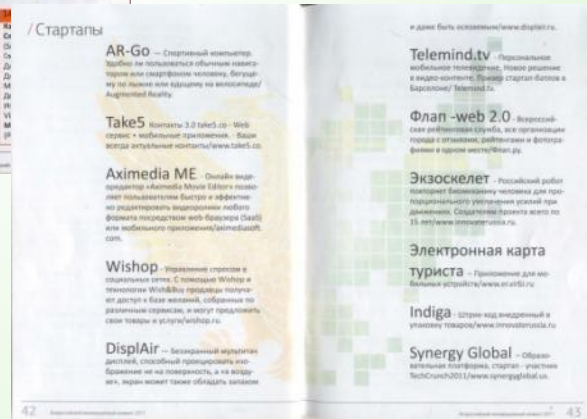 /Стартапы
AR-Go – Спортивный компьютер.
Удобно ли пользоваться обычным навига-
тором или смартфоном человеку, бегуще-
му по лыжне или едущему на велосипеде/
Augmented Reality.
Take5 Контакты 3.0 take5.co - Web
сервис + мобильные приложения. - Ваши
всегда актуальные контакты/www.take5.co.
Aximedia ME - Онлайн виде-
оредактор «Aximedia Movie Editor» позво-
ляет пользователям быстро и эффектив-
но редактировать видеоролики любого
формата посредством web-браузера (SaaS)
или мобильного приложения/aximediasoft.
com.
Wishop - Управление спросом в
социальных сетях. С помощью Wishop и
технологии Wish&Buy продавцы получа-
ют доступ к базе желаний, собранных по
различным сервисам, и могут предложить
свои товары и услуги/wishop.ru.
DisplAir – Безэкранный мультитач
дисплей, способный проецировать изо-
бражение не на поверхность, а «в возду-
хе», экран может также обладать запахом
42
и даже быть осязаемым/www.displair.ru.
Telemind.tv - Персональное
мобильное телевидение. Новое решение
в видео-контенте. Призер стартап батлов в
Барселоне/ Telemind.tv.
Флап -web 2.0 - Всероссий-
ская рейтинговая служба, все организации
города с отзывами, рейтингами и фотогра-
фиями в одном месте/Флап.ру.
Экзоскелет - Российский робот
повторяет биомеханику человека для про-
порционального увеличения усилий при
движении. Создателям проекта всего по
15 лет/www.innovaterussia.ru.
Электронная карта
туриста – Приложение для мо-
бильных устройств/www.m.virbli.ru
Indiga - Штрих-код внедренный в
упаковку товаров/www.innovaterussia.ru
Synergy Global - Образо-
вательная платформа, стартап - участник
TechCrunch2011/www.synergyglobal.us.
43